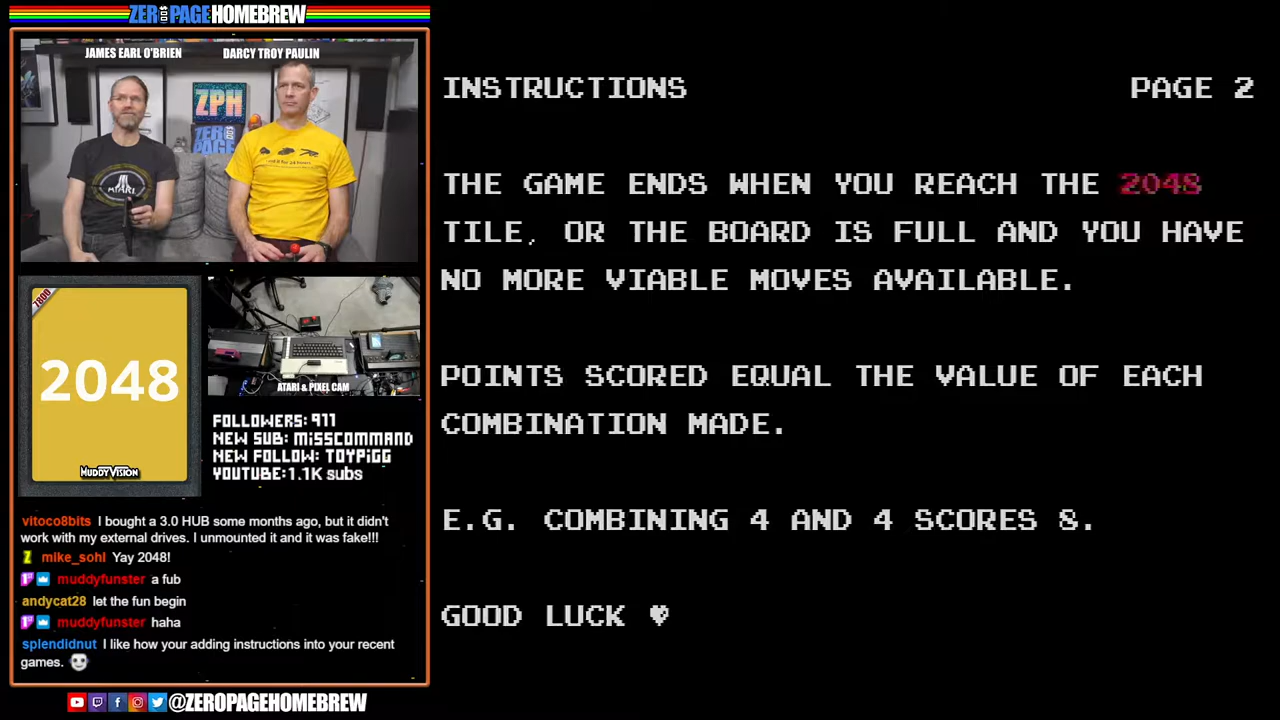 ZEROPAGE HOMEBREW
JAMES EARL O'BRIEN
DARCY TROY PAULIN
ZPH
ZERO
PAGE
ATARI
7800
2048
MUDDYVISION
ATARI & PIXEL CAM
FOLLOWERS: 911
NEW SUB: MISSCOMMAND
NEW FOLLOW: TOYPIGG
YOUTUBE: 1.1K subs
vitoco8bits I bought a 3.0 HUB some months ago, but it didn't
work with my external drives. I unmounted it and it was fake!!!
mike_sohl Yay 2048!
muddyfunster a fub
andycat28 let the fun begin
muddyfunster haha
splendidnut I like how your adding instructions into your recent
games.
@ZEROPAGEHOMEBREW
INSTRUCTIONS PAGE 2
THE GAME ENDS WHEN YOU REACH THE 2048
TILE, OR THE BOARD IS FULL AND YOU HAVE
NO MORE VIABLE MOVES AVAILABLE.
POINTS SCORED EQUAL THE VALUE OF EACH
COMBINATION MADE.
E.G. COMBINING 4 AND 4 SCORES 8.
GOOD LUCK ♥